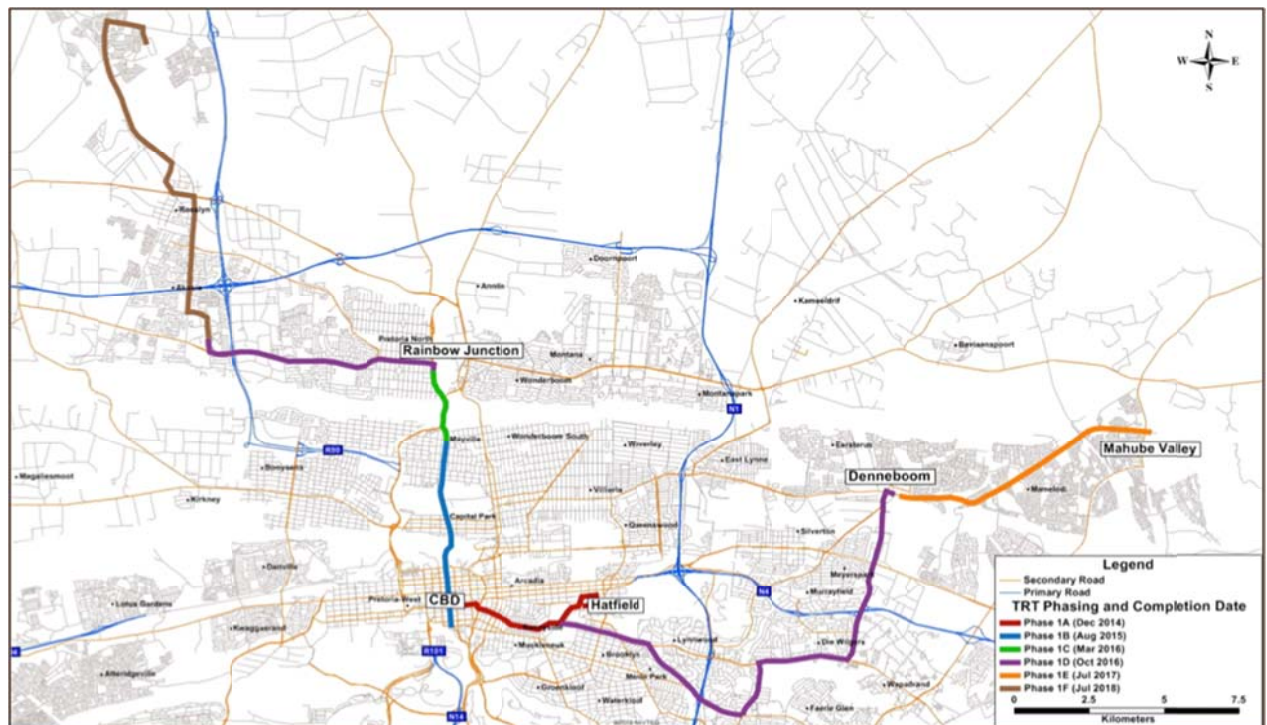 N
W E
S
Rosslyn
Akasia
Doornpoort
Annlin
Kameeldrif
Pretoria North
Rainbow Junction
Montana
Baviaanspoort
Wonderboom
Montanapark
N1
Mayville
Wonderboom South
Waverley
Eersterus
Mahube Valley
R80
East Lynne
Booysens
Denneboom
Magaliesmoot
Villieria
Mamelodi
Kirkney
Capital Park
Queenswood
Silverton
Legend
Danville
Arcadia
Meyerspark
Secondary Road
Primary Road
N4
Murrayfield
Lotus Gardens
Pretoria West
CBD
Hatfield
TRT Phasing and Completion Date
Phase 1A (Dec 2014)
Kwaggasrand
Lynnwood
Die Wilgers
Phase 1B (Aug 2015)
Muckleneuk
Phase 1C (Mar 2016)
R101
Brooklyn
Phase 1D (Oct 2016)
Atteridgeville
Menlo Park
Phase 1E (Jul 2017)
Groenkloof
Wapadrand
Phase 1F (Jul 2018)
Waterkloof
0 2.5 5 7.5
Faerie Glen
N14
Kilometers